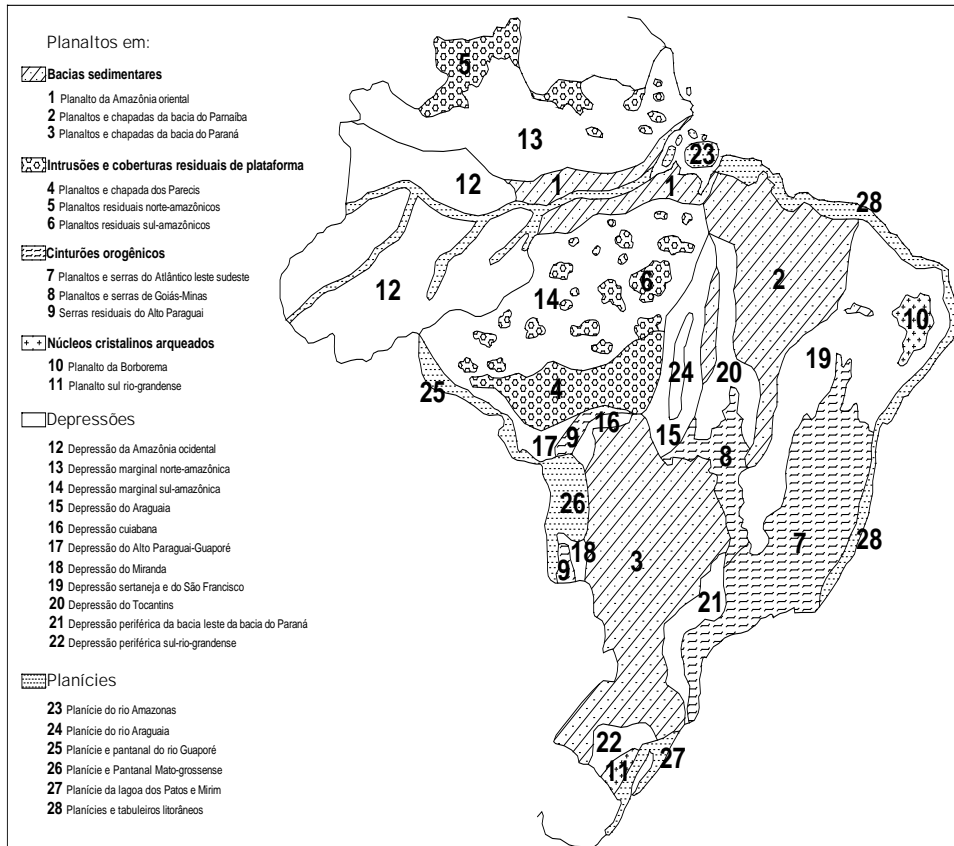 Planaltos em:
Bacias sedimentares
1 Planalto da Amazônia oriental
2 Planaltos e chapadas da bacia do Parnaíba
3 Planaltos e chapadas da bacia do Paraná
Intrusões e coberturas residuais de plataforma
4 Planaltos e chapada dos Parecis
5 Planaltos residuais norte-amazônicos
6 Planaltos residuais sul-amazônicos
Cinturões orogênicos
7 Planaltos e serras do Atlântico leste sudeste
8 Planaltos e serras de Goiás-Minas
9 Serras residuais do Alto Paraguai
Núcleos cristalinos arqueados
10 Planalto da Borborema
11 Planalto sul rio-grandense
Depressões
12 Depressão da Amazônia ocidental
13 Depressão marginal norte-amazônica
14 Depressão marginal sul-amazônica
15 Depressão do Araguaia
16 Depressão cuiabana
17 Depressão do Alto Paraguai-Guaporé
18 Depressão do Miranda
19 Depressão sertaneja e do São Francisco
20 Depressão do Tocantins
21 Depressão periférica da bacia leste da bacia do Paraná
22 Depressão periférica sul-rio-grandense
Planícies
23 Planície do rio Amazonas
24 Planície do rio Araguaia
25 Planície e pantanal do rio Guaporé
26 Planície e Pantanal Mato-grossense
27 Planície da lagoa dos Patos e Mirim
28 Planícies e tabuleiros litorâneos
5
13
23
12
1
1
28
2
6
12
14
10
19
24
20
25
4
16
15
17
9
8
26
7
28
18
3
9
21
22
27
11